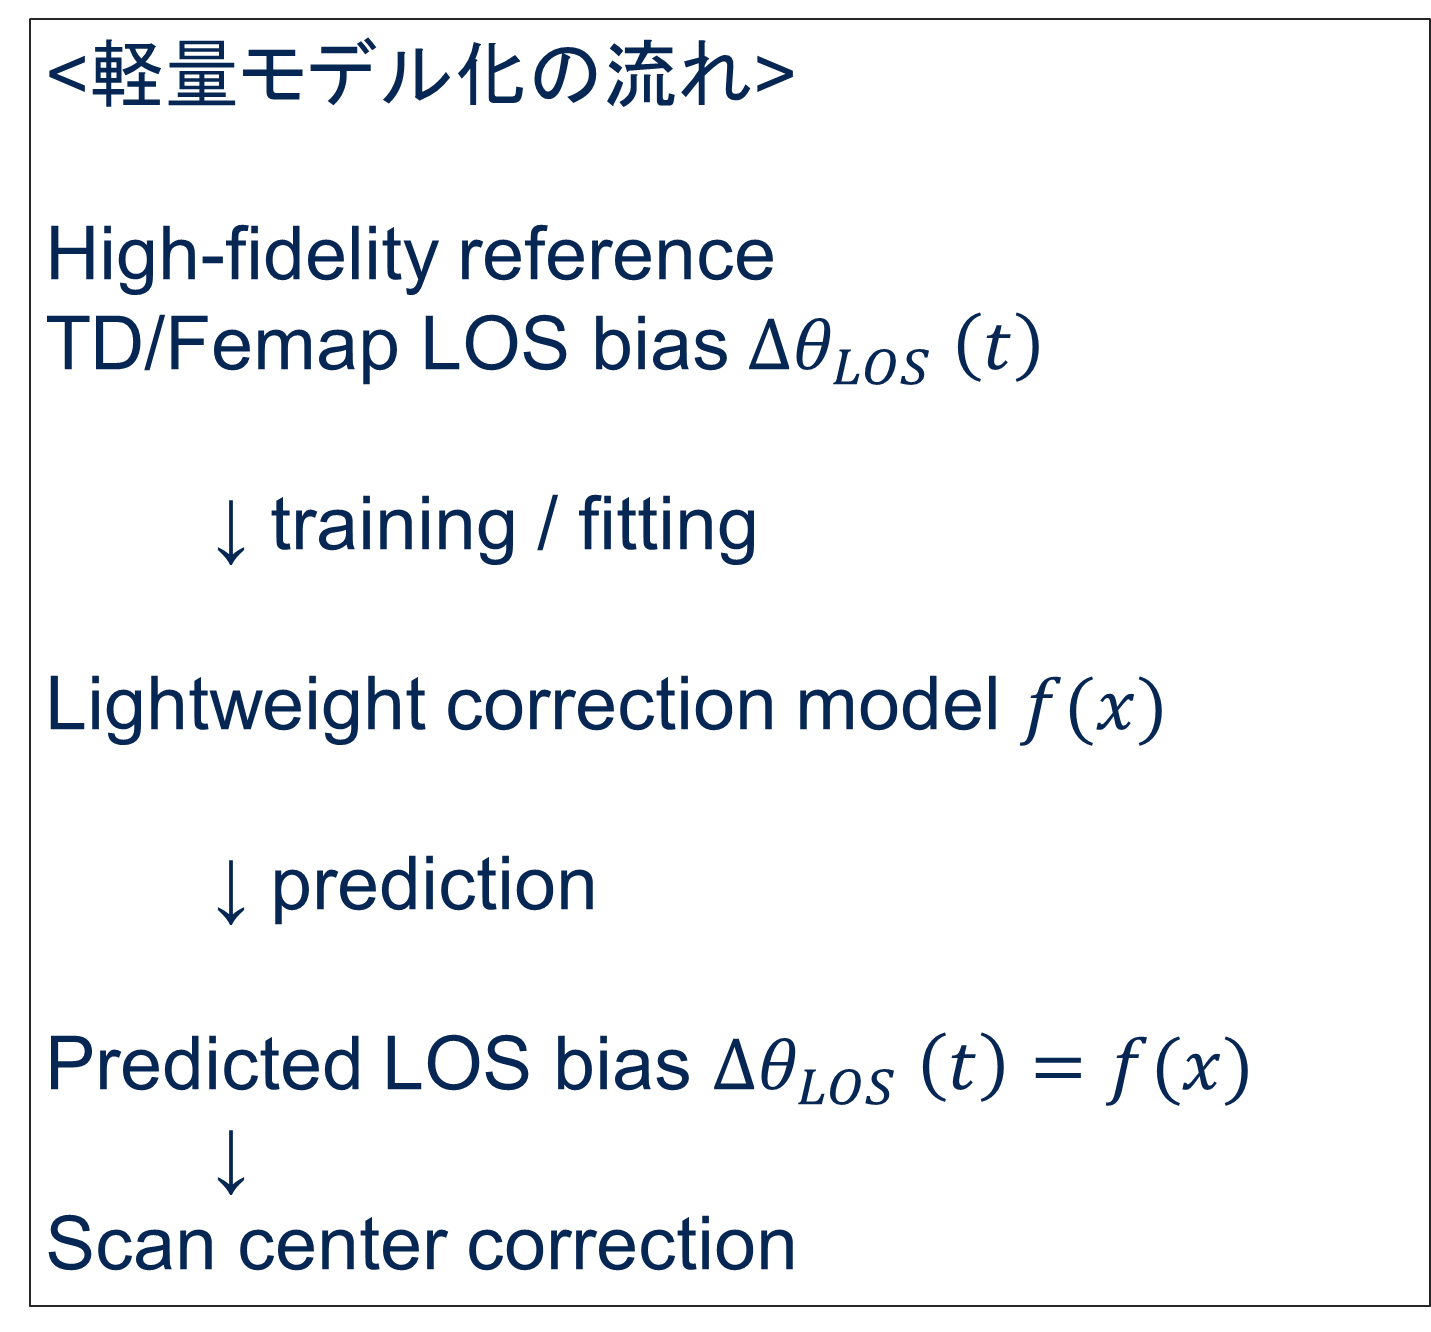 <軽量モデル化の流れ>
High-fidelity reference
TD/Femap LOS bias Δθ_LOS (t)
↓ training / fitting
Lightweight correction model f(x)
↓ prediction
Predicted LOS bias Δθ_LOS (t) = f(x)
↓
Scan center correction